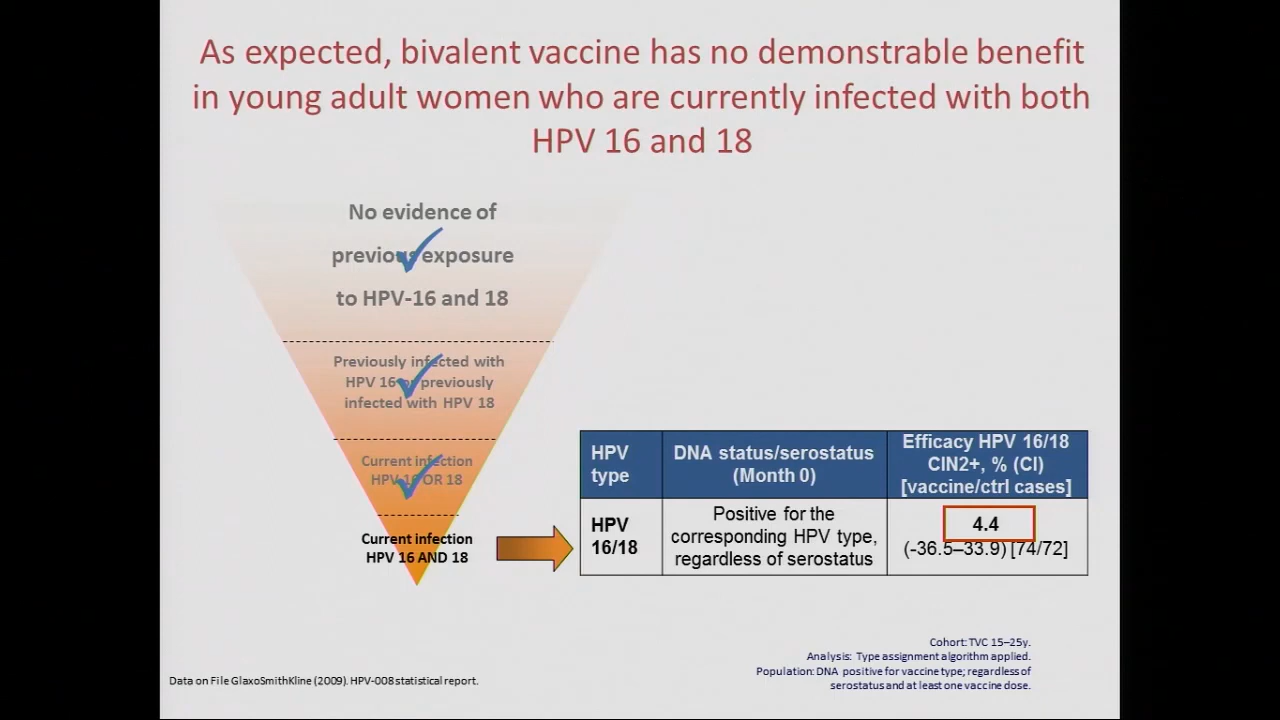 As expected, bivalent vaccine has no demonstrable benefit
in young adult women who are currently infected with both
HPV 16 and 18
No evidence of
previous exposure
to HPV-16 and 18
Previously infected with
HPV 16 or previously
infected with HPV 18
Current infection
HPV 16 OR 18
Current infection
HPV 16 AND 18
HPV
type
DNA status/serostatus
(Month 0)
Efficacy HPV 16/18
CIN2+, % (CI)
[vaccine/ctrl cases]
HPV
16/18
Positive for the
corresponding HPV type,
regardless of serostatus
4.4
(-36.5–33.9) [74/72]
Cohort: TVC 15–25y.
Analysis: Type assignment algorithm applied.
Population: DNA positive for vaccine type; regardless of
serostatus and at least one vaccine dose.
Data on File GlaxoSmithKline (2009). HPV-008 statistical report.